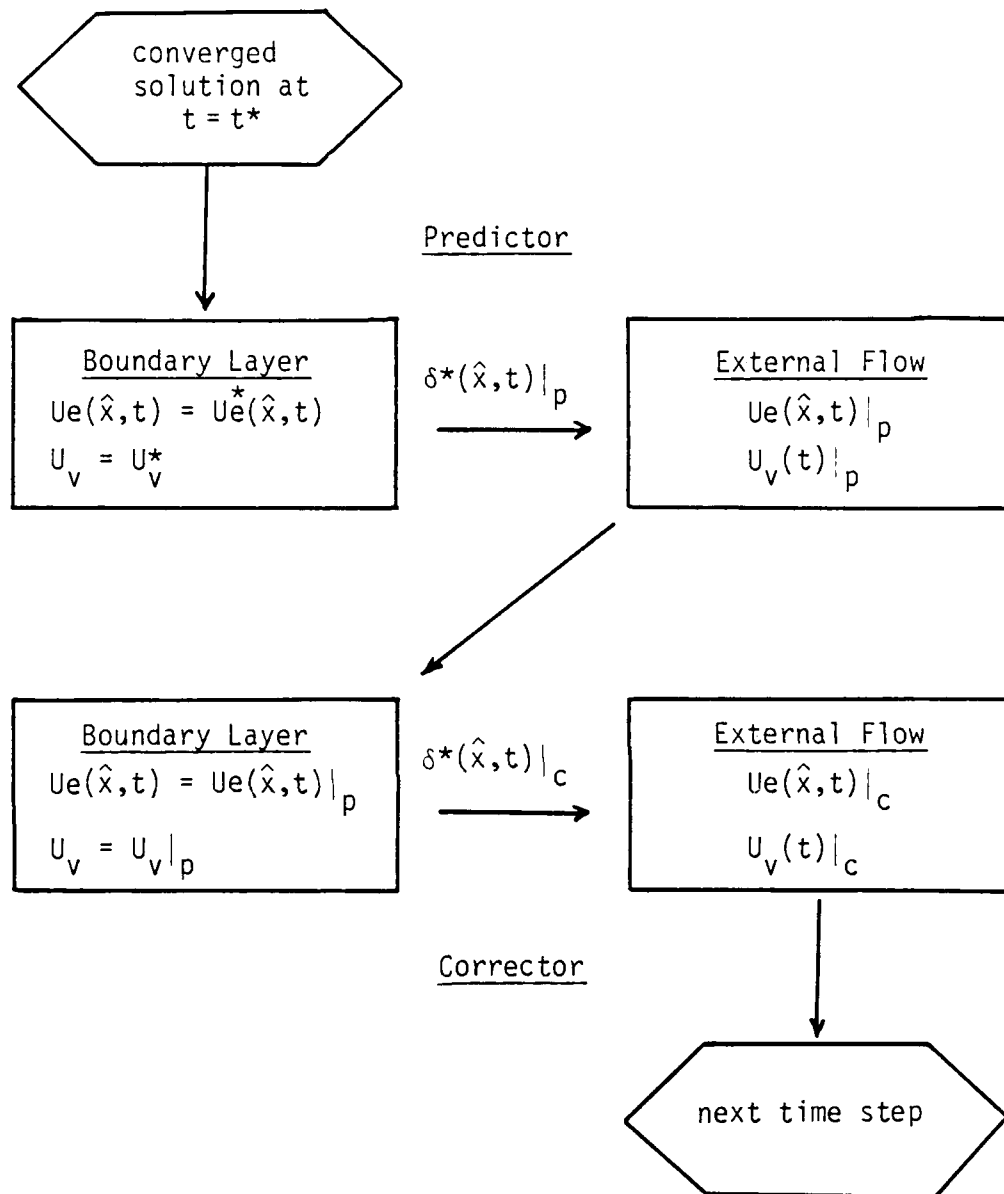 converged
solution at
t = t*
Predictor
Boundary Layer
Ue(x̂,t) = Ue*(x̂,t)
U_v = U_v*
δ*(x̂,t)|_p
External Flow
Ue(x̂,t)|_p
U_v(t)|_p
Boundary Layer
Ue(x̂,t) = Ue(x̂,t)|_p
U_v = U_v|_p
δ*(x̂,t)|_c
External Flow
Ue(x̂,t)|_c
U_v(t)|_c
Corrector
next time step